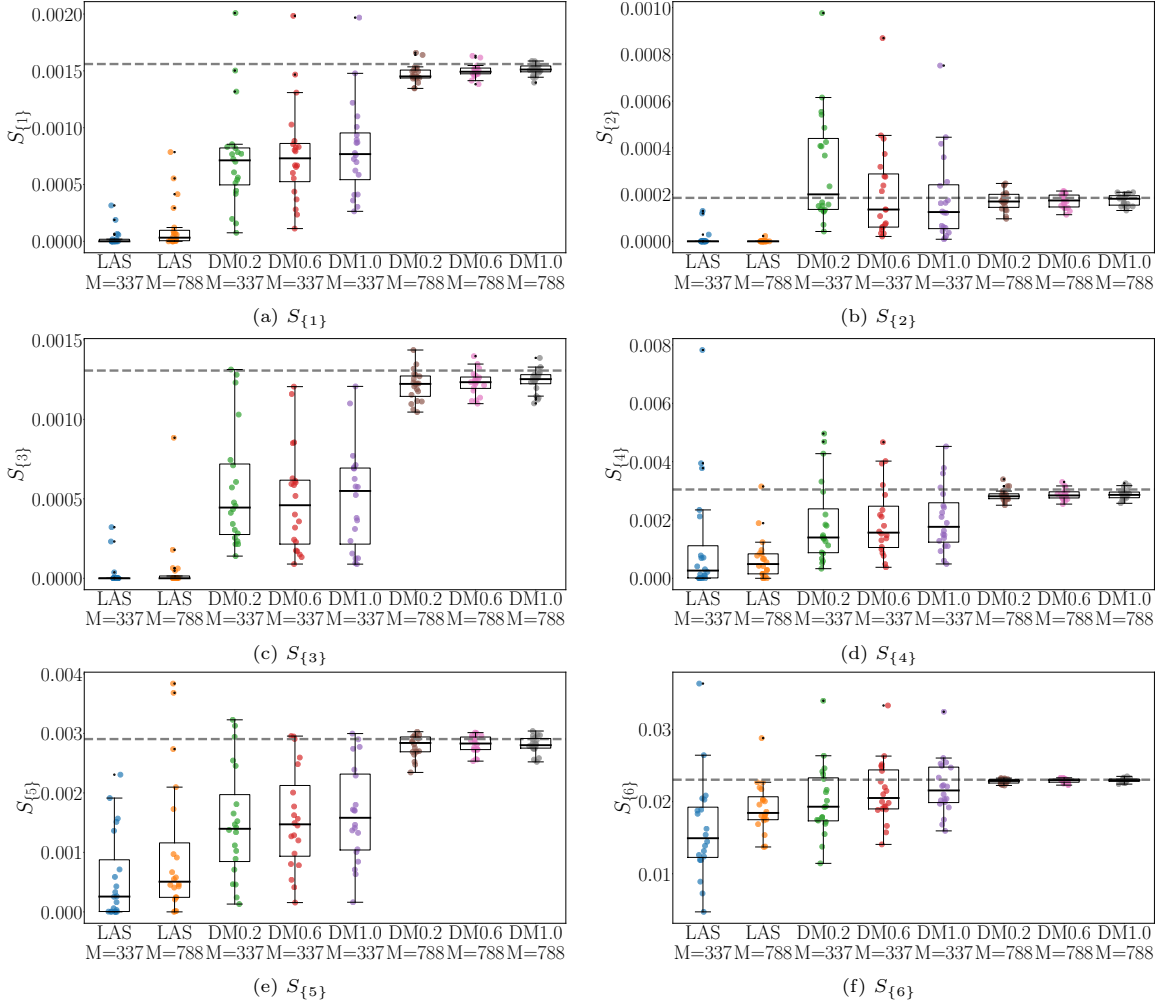 0.0020
0.0015
0.0010
0.0005
0.0000
S{1}
LAS LAS DM0.2 DM0.6 DM1.0 DM0.2 DM0.6 DM1.0
M=337 M=788 M=337 M=337 M=337 M=788 M=788 M=788
(a) S{1}
0.0010
0.0008
0.0006
0.0004
0.0002
0.0000
S{2}
LAS LAS DM0.2 DM0.6 DM1.0 DM0.2 DM0.6 DM1.0
M=337 M=788 M=337 M=337 M=337 M=788 M=788 M=788
(b) S{2}
0.0015
0.0010
0.0005
0.0000
S{3}
LAS LAS DM0.2 DM0.6 DM1.0 DM0.2 DM0.6 DM1.0
M=337 M=788 M=337 M=337 M=337 M=788 M=788 M=788
(c) S{3}
0.008
0.006
0.004
0.002
0.000
S{4}
LAS LAS DM0.2 DM0.6 DM1.0 DM0.2 DM0.6 DM1.0
M=337 M=788 M=337 M=337 M=337 M=788 M=788 M=788
(d) S{4}
0.004
0.003
0.002
0.001
0.000
S{5}
LAS LAS DM0.2 DM0.6 DM1.0 DM0.2 DM0.6 DM1.0
M=337 M=788 M=337 M=337 M=337 M=788 M=788 M=788
(e) S{5}
0.03
0.02
0.01
S{6}
LAS LAS DM0.2 DM0.6 DM1.0 DM0.2 DM0.6 DM1.0
M=337 M=788 M=337 M=337 M=337 M=788 M=788 M=788
(f) S{6}